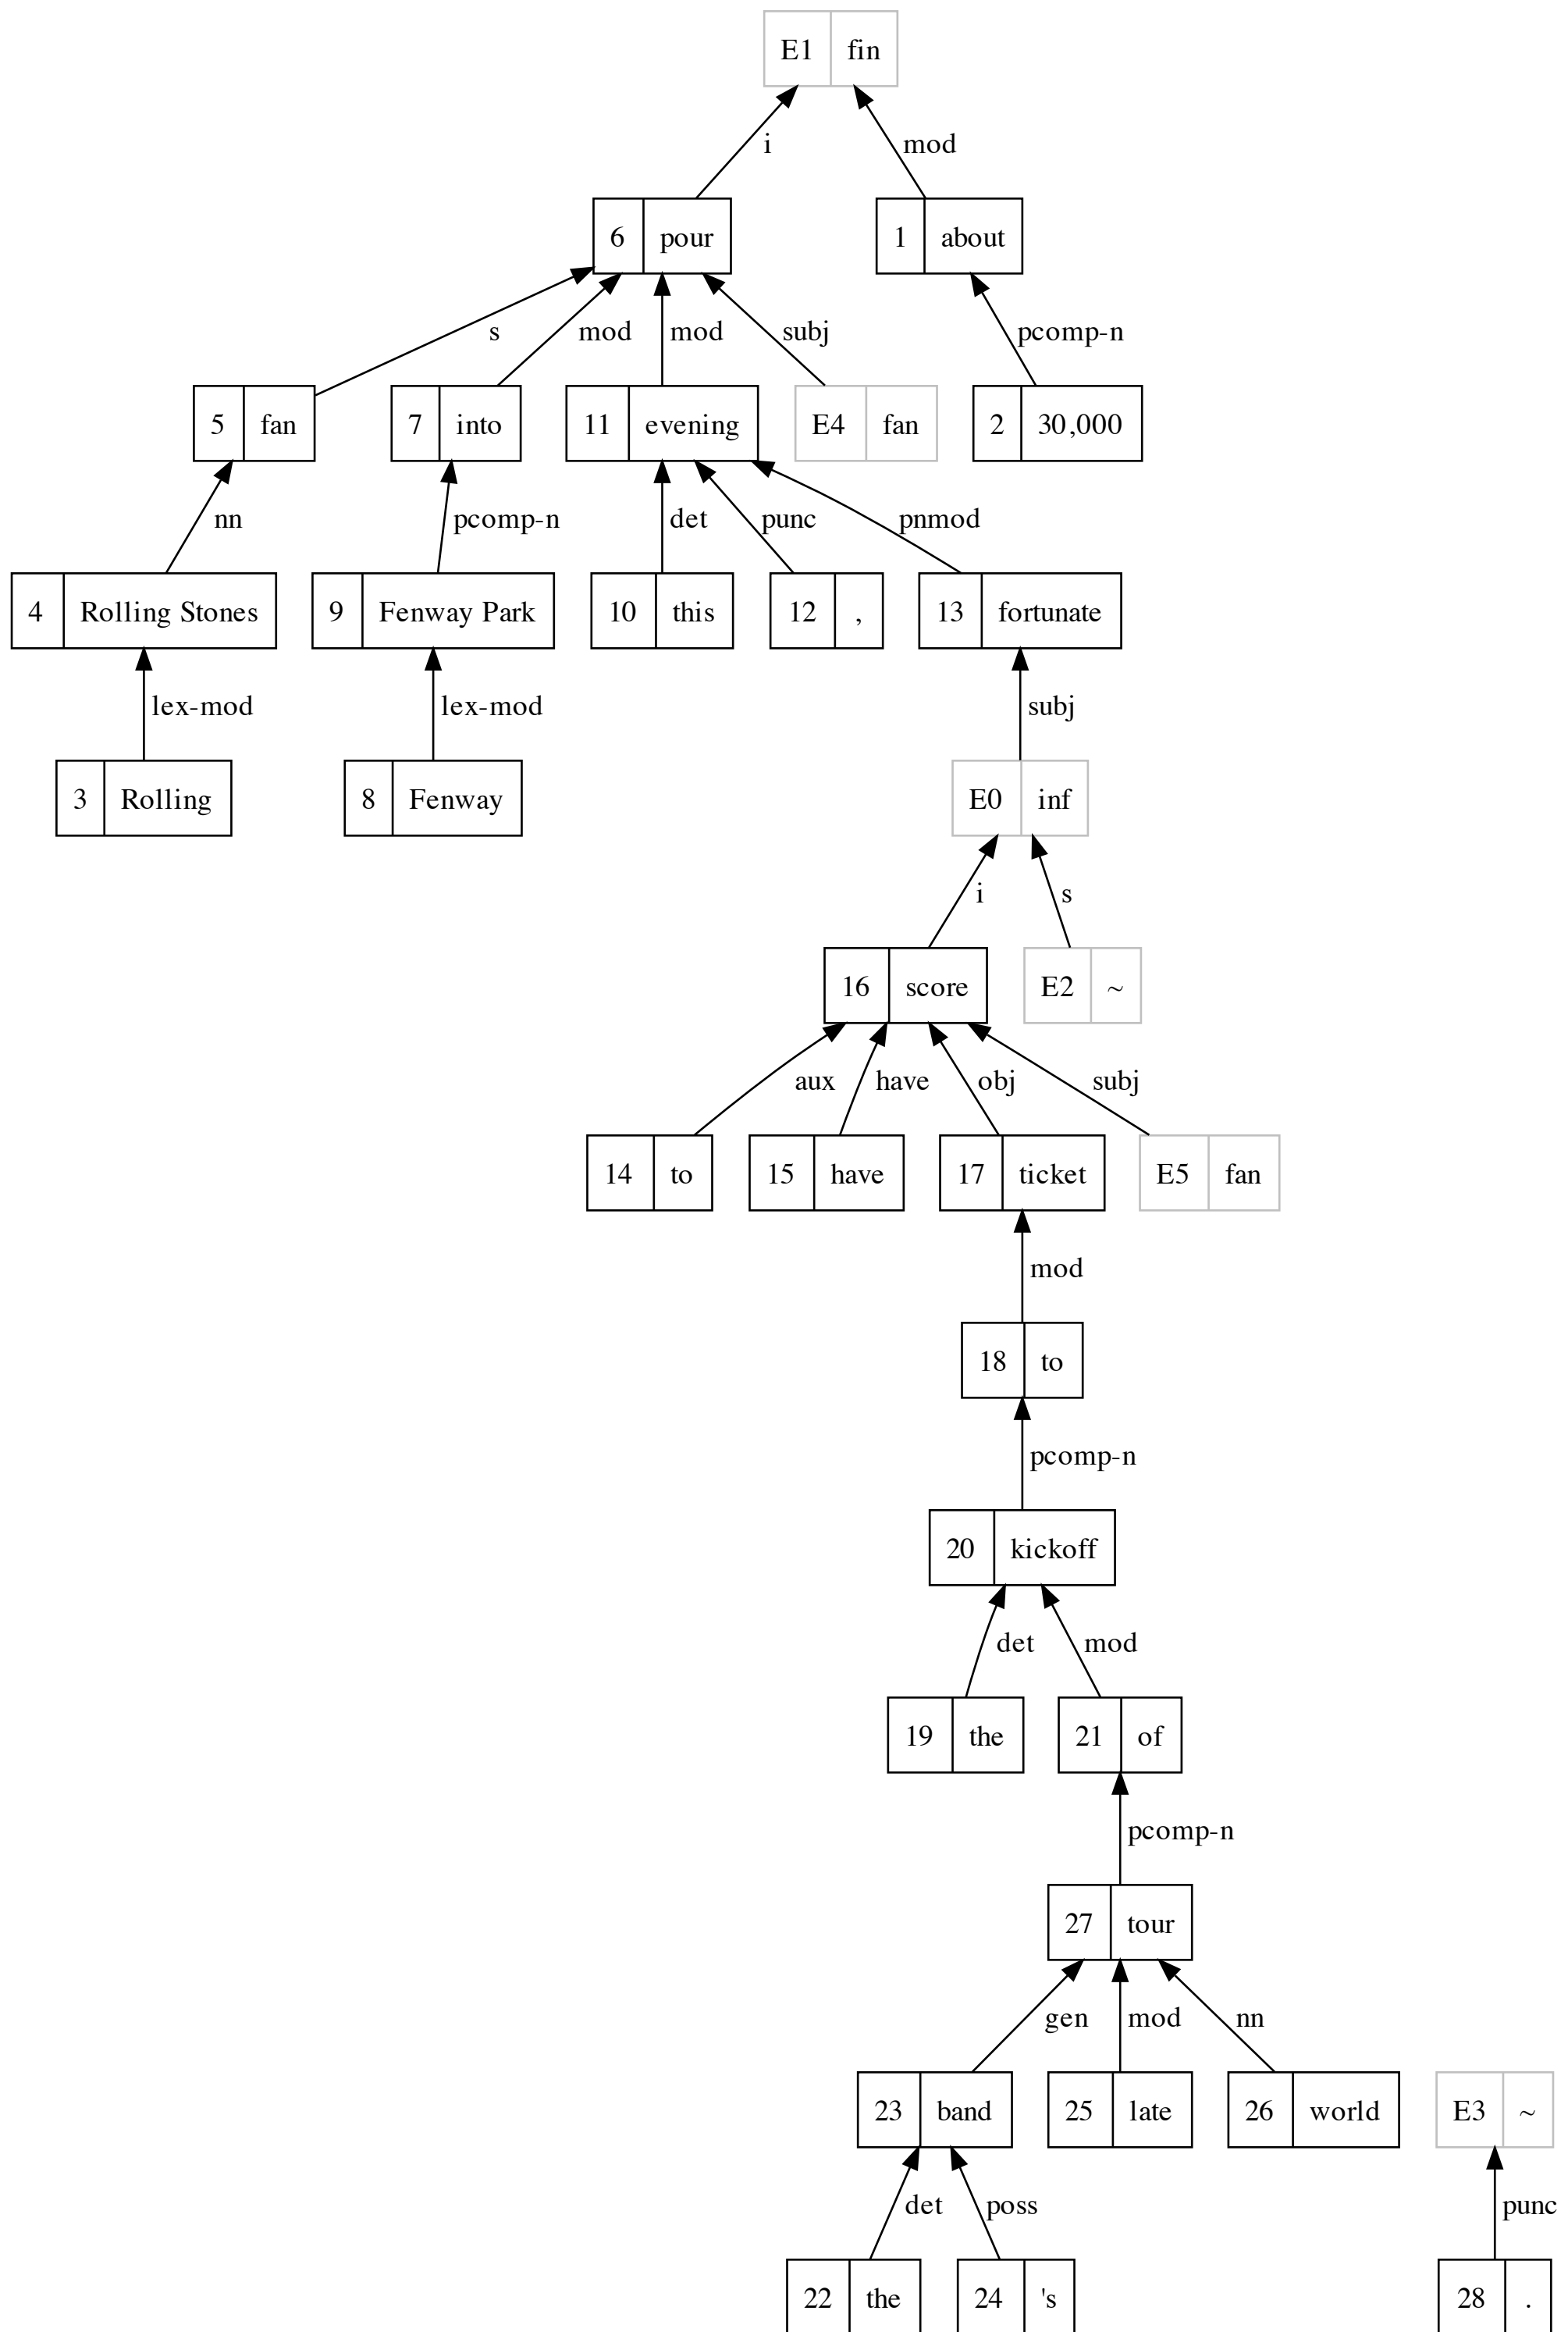 E1 fin
i mod
6 pour 1 about
s mod mod subj pcomp-n
5 fan 7 into 11 evening E4 fan 2 30,000
nn pcomp-n det punc pnmod
4 Rolling Stones 9 Fenway Park 10 this 12 , 13 fortunate
lex-mod lex-mod subj
3 Rolling 8 Fenway E0 inf
i s
16 score E2 ~
aux have obj subj
14 to 15 have 17 ticket E5 fan
mod
18 to
pcomp-n
20 kickoff
det mod
19 the 21 of
pcomp-n
27 tour
gen mod nn
23 band 25 late 26 world E3 ~
det poss punc
22 the 24 's 28 .